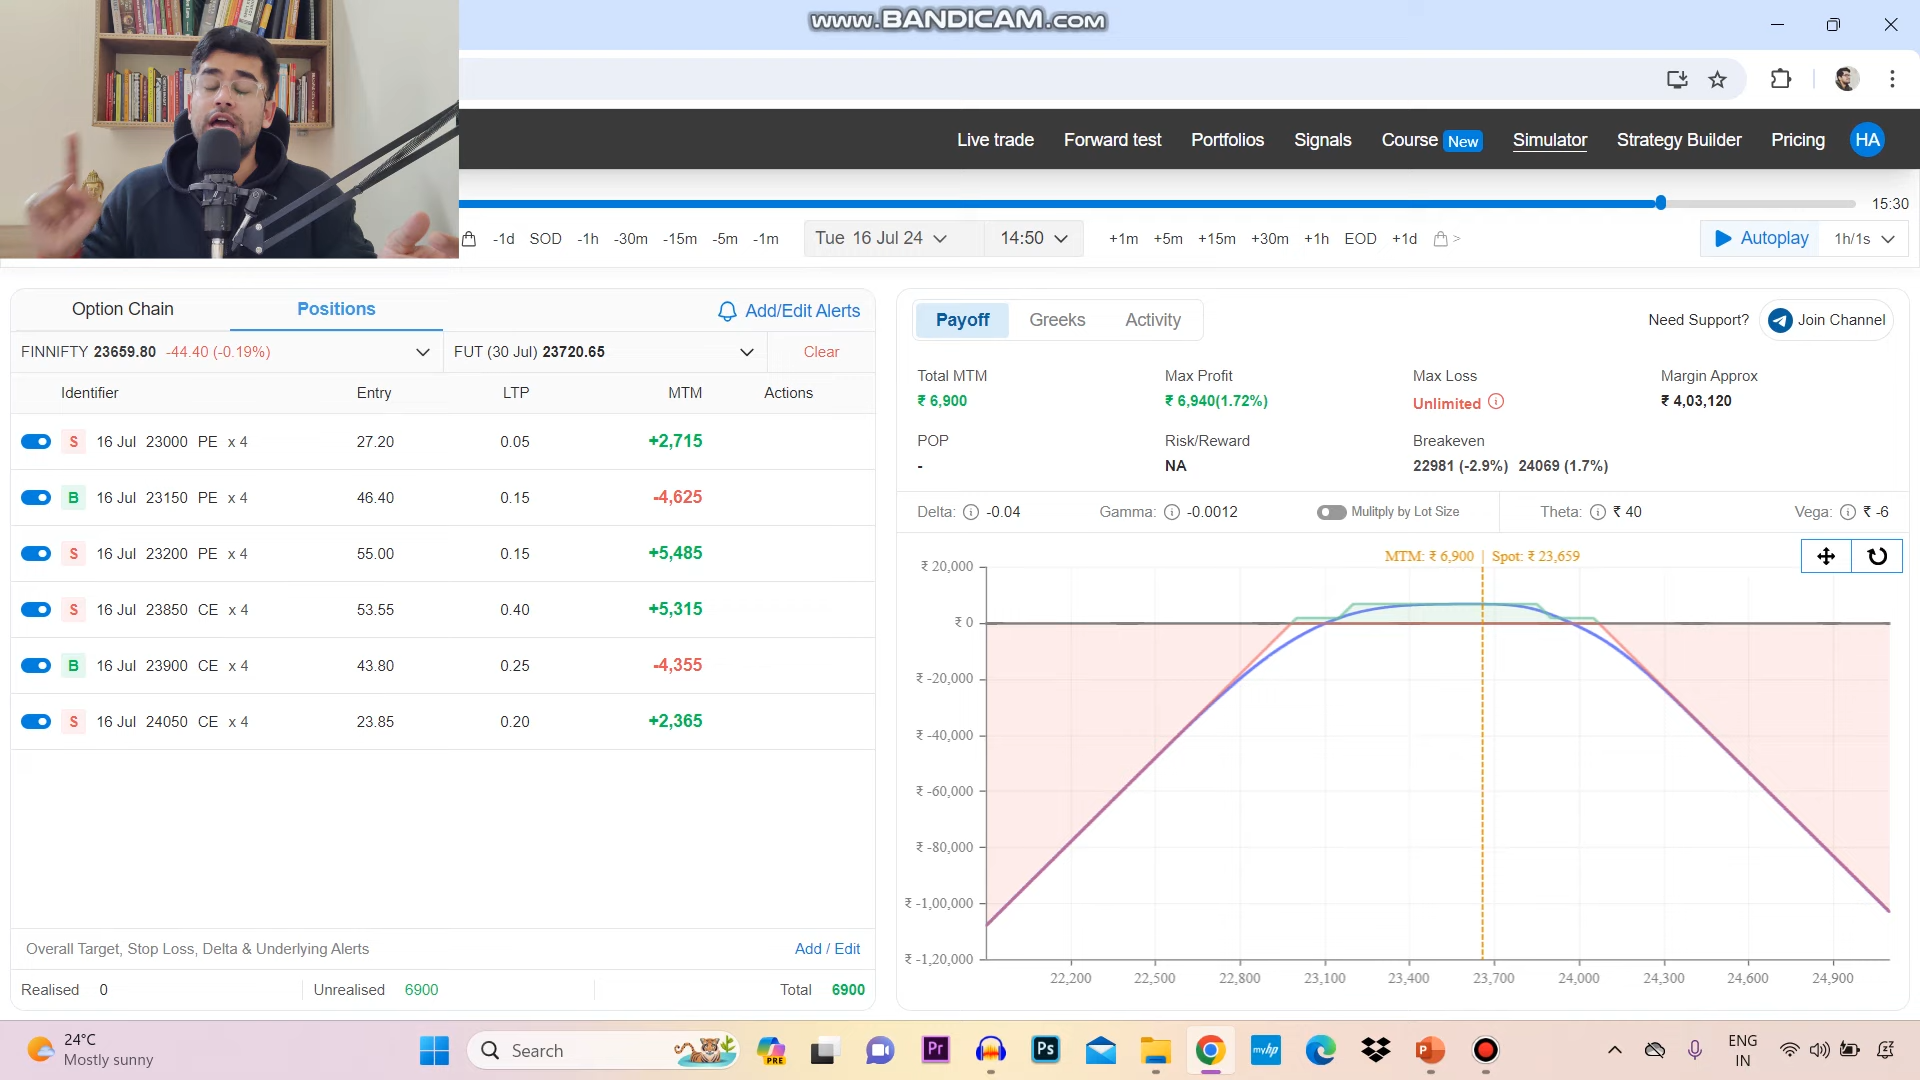 www.BANDICAM.com
Live trade Forward test Portfolios Signals Course New Simulator Strategy Builder Pricing HA
15:30
-1d SOD -1h -30m -15m -5m -1m Tue 16 Jul 24 14:50 +1m +5m +15m +30m +1h EOD +1d > Autoplay 1h/1s
Option Chain Positions Add/Edit Alerts
FINNIFTY 23659.80 -44.40 (-0.19%) FUT (30 Jul) 23720.65 Clear
Identifier Entry LTP MTM Actions
S 16 Jul 23000 PE x 4 27.20 0.05 +2,715
B 16 Jul 23150 PE x 4 46.40 0.15 -4,625
S 16 Jul 23200 PE x 4 55.00 0.15 +5,485
S 16 Jul 23850 CE x 4 53.55 0.40 +5,315
B 16 Jul 23900 CE x 4 43.80 0.25 -4,355
S 16 Jul 24050 CE x 4 23.85 0.20 +2,365
Overall Target, Stop Loss, Delta & Underlying Alerts Add / Edit
Realised 0 Unrealised 6900 Total 6900
Payoff Greeks Activity Need Support? Join Channel
Total MTM Max Profit Max Loss Margin Approx
₹ 6,900 ₹ 6,940(1.72%) Unlimited ₹ 4,03,120
POP Risk/Reward Breakeven
- NA 22981 (-2.9%) 24069 (1.7%)
Delta: -0.04 Gamma: -0.0012 Mulitply by Lot Size Theta: ₹ 40 Vega: ₹ -6
MTM: ₹ 6,900 | Spot: ₹ 23,659
₹ 20,000
₹ 0
₹ -20,000
₹ -40,000
₹ -60,000
₹ -80,000
₹ -1,00,000
₹ -1,20,000
22,200 22,500 22,800 23,100 23,400 23,700 24,000 24,300 24,600 24,900
24°C
Mostly sunny
Search
PRE
Pr
Ps
myhp
P
ENG
IN